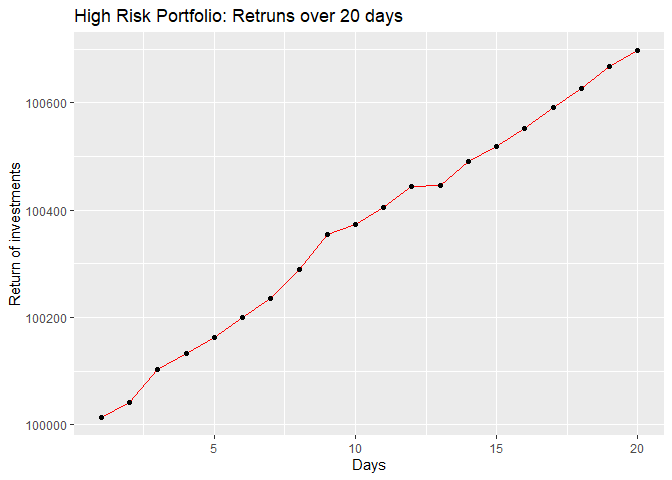 High Risk Portfolio: Retruns over 20 days
Return of investments
100600
100400
100200
100000
5 10 15 20
Days